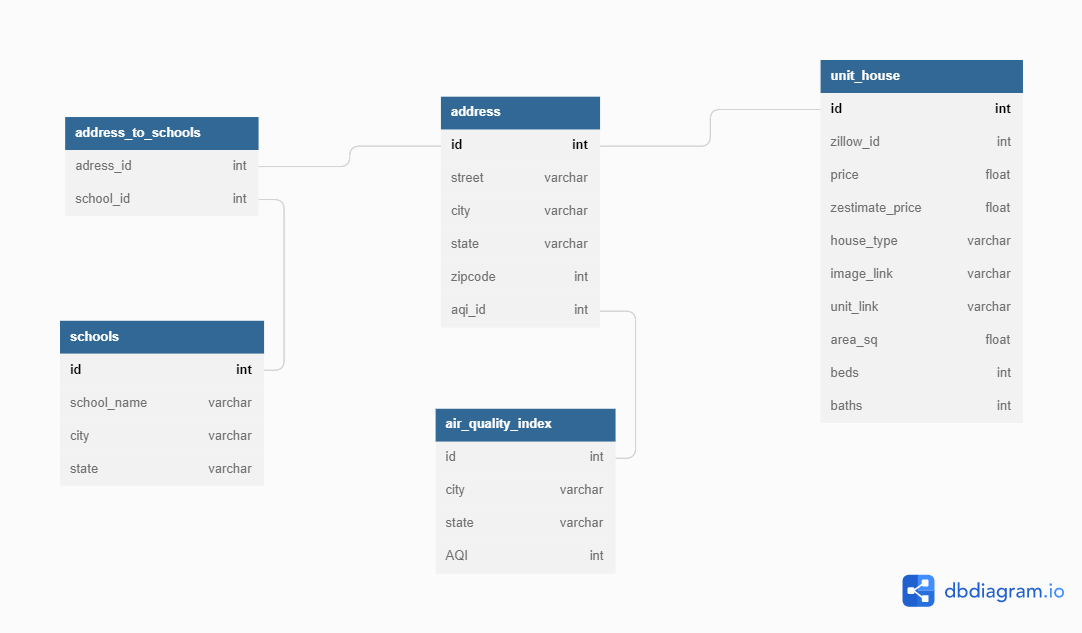 address_to_schools
adress_id int
school_id int
schools
id int
school_name varchar
city varchar
state varchar
address
id int
street varchar
city varchar
state varchar
zipcode int
aqi_id int
air_quality_index
id int
city varchar
state varchar
AQI int
unit_house
id int
zillow_id int
price float
zestimate_price float
house_type varchar
image_link varchar
unit_link varchar
area_sq float
beds int
baths int
dbdiagram.io